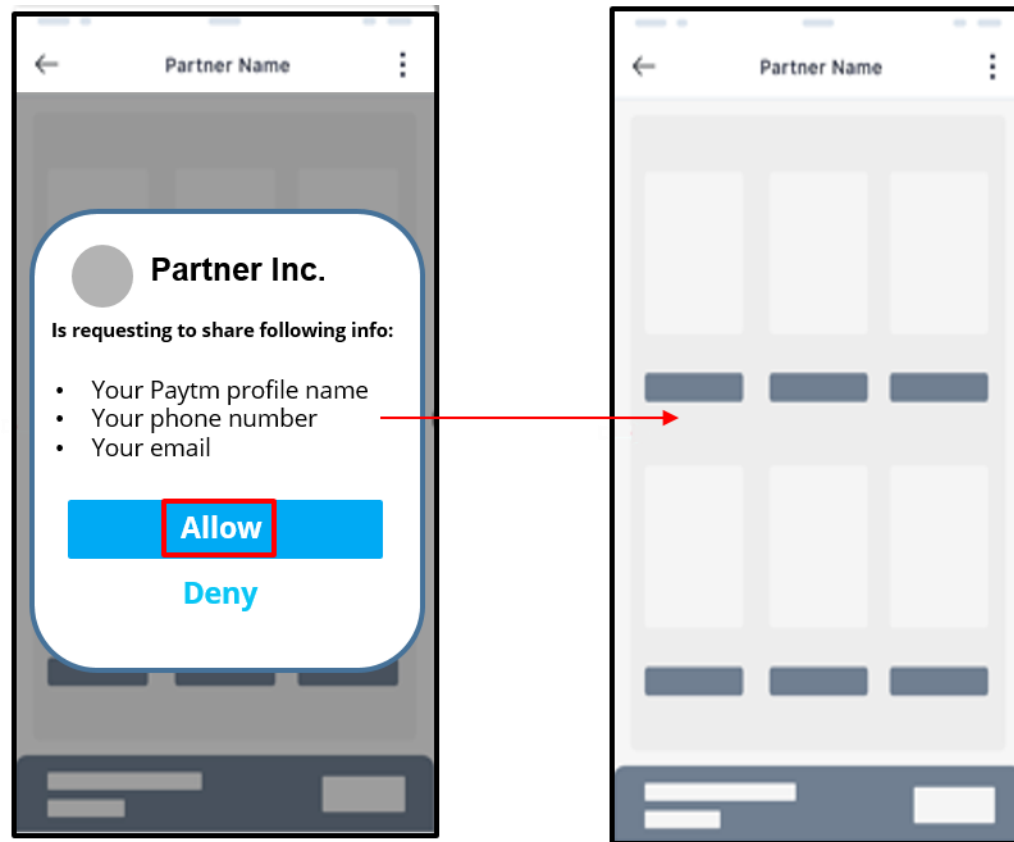 Partner Name
Partner Inc.
Is requesting to share following info:
• Your Paytm profile name
• Your phone number
• Your email
Allow
Deny
Partner Name